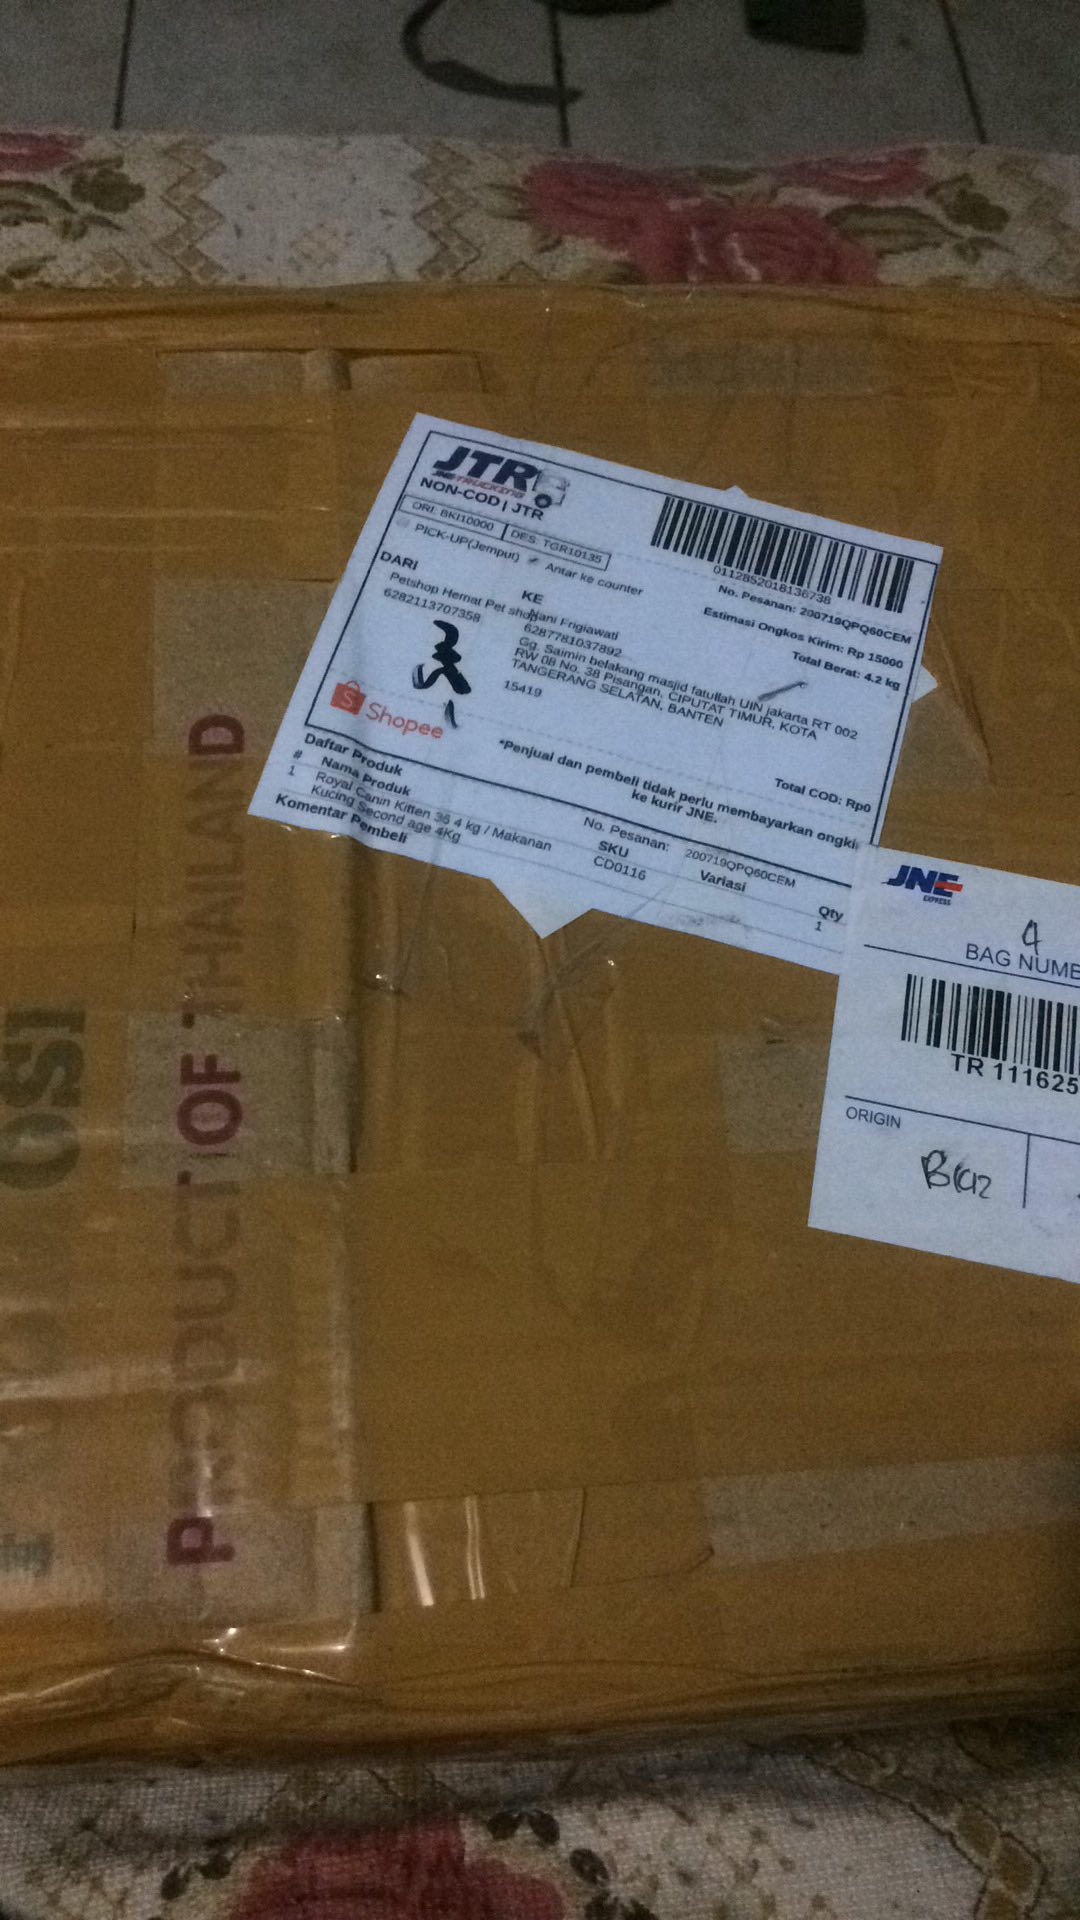 JTR
JNE TRUCKING
NON-COD | JTR
ORI: BKI10000 DES: TGR10135
PICK-UP(Jemput) Antar ke counter
0112852018136738
No. Pesanan: 200719QPQ60CEM
Estimasi Ongkos Kirim: Rp 15000
Total Berat: 4.2 kg
DARI
Petshop Hemat Pet shop
6282113707358
KE
Nani Frigiawati
6287781037892
Gg. Saimin belakang masjid fatullah UIN jakarta RT 002
RW 08 No. 38 Pisangan, CIPUTAT TIMUR, KOTA
TANGERANG SELATAN, BANTEN
15419
Shopee
Total COD: Rp0
*Penjual dan pembeli tidak perlu membayarkan ongki
ke kurir JNE.
Daftar Produk No. Pesanan: 200719QPQ60CEM
# Nama Produk SKU Variasi Qty
1 Royal Canin Kitten 36 4 kg / Makanan CD0116 1
Kucing Second age 4Kg
Komentar Pembeli
JNE
EXPRESS
4
BAG NUMB
TR 111625
ORIGIN
PRODUCT OF THAILAND